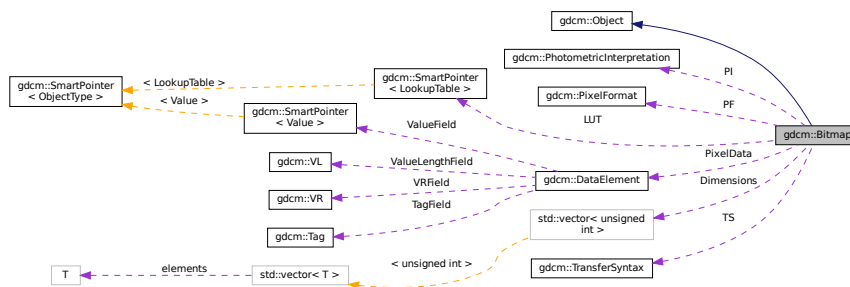 gdcm::Object
gdcm::PhotometricInterpretation
PI
gdcm::SmartPointer
< ObjectType >
< LookupTable >
gdcm::SmartPointer
< LookupTable >
gdcm::PixelFormat
PF
< Value >
gdcm::SmartPointer
< Value >
ValueField
LUT
gdcm::Bitmap
PixelData
gdcm::VL
ValueLengthField
gdcm::DataElement
Dimensions
VRField
gdcm::VR
TagField
std::vector< unsigned
int >
TS
gdcm::Tag
< unsigned int >
gdcm::TransferSyntax
T
elements
std::vector< T >